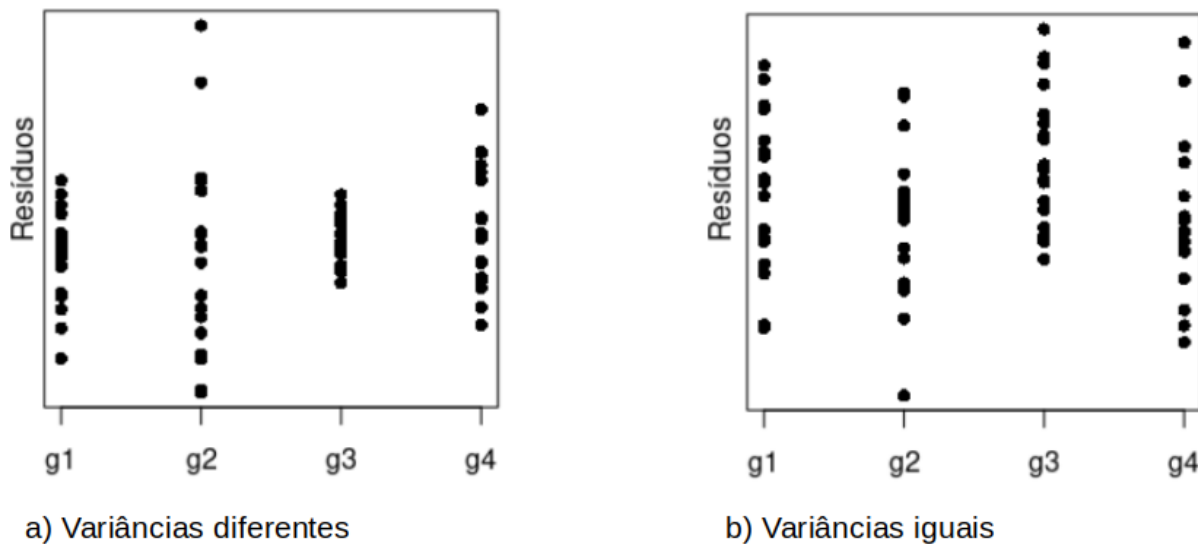 Resíduos
g1 g2 g3 g4
a) Variâncias diferentes
Resíduos
g1 g2 g3 g4
b) Variâncias iguais